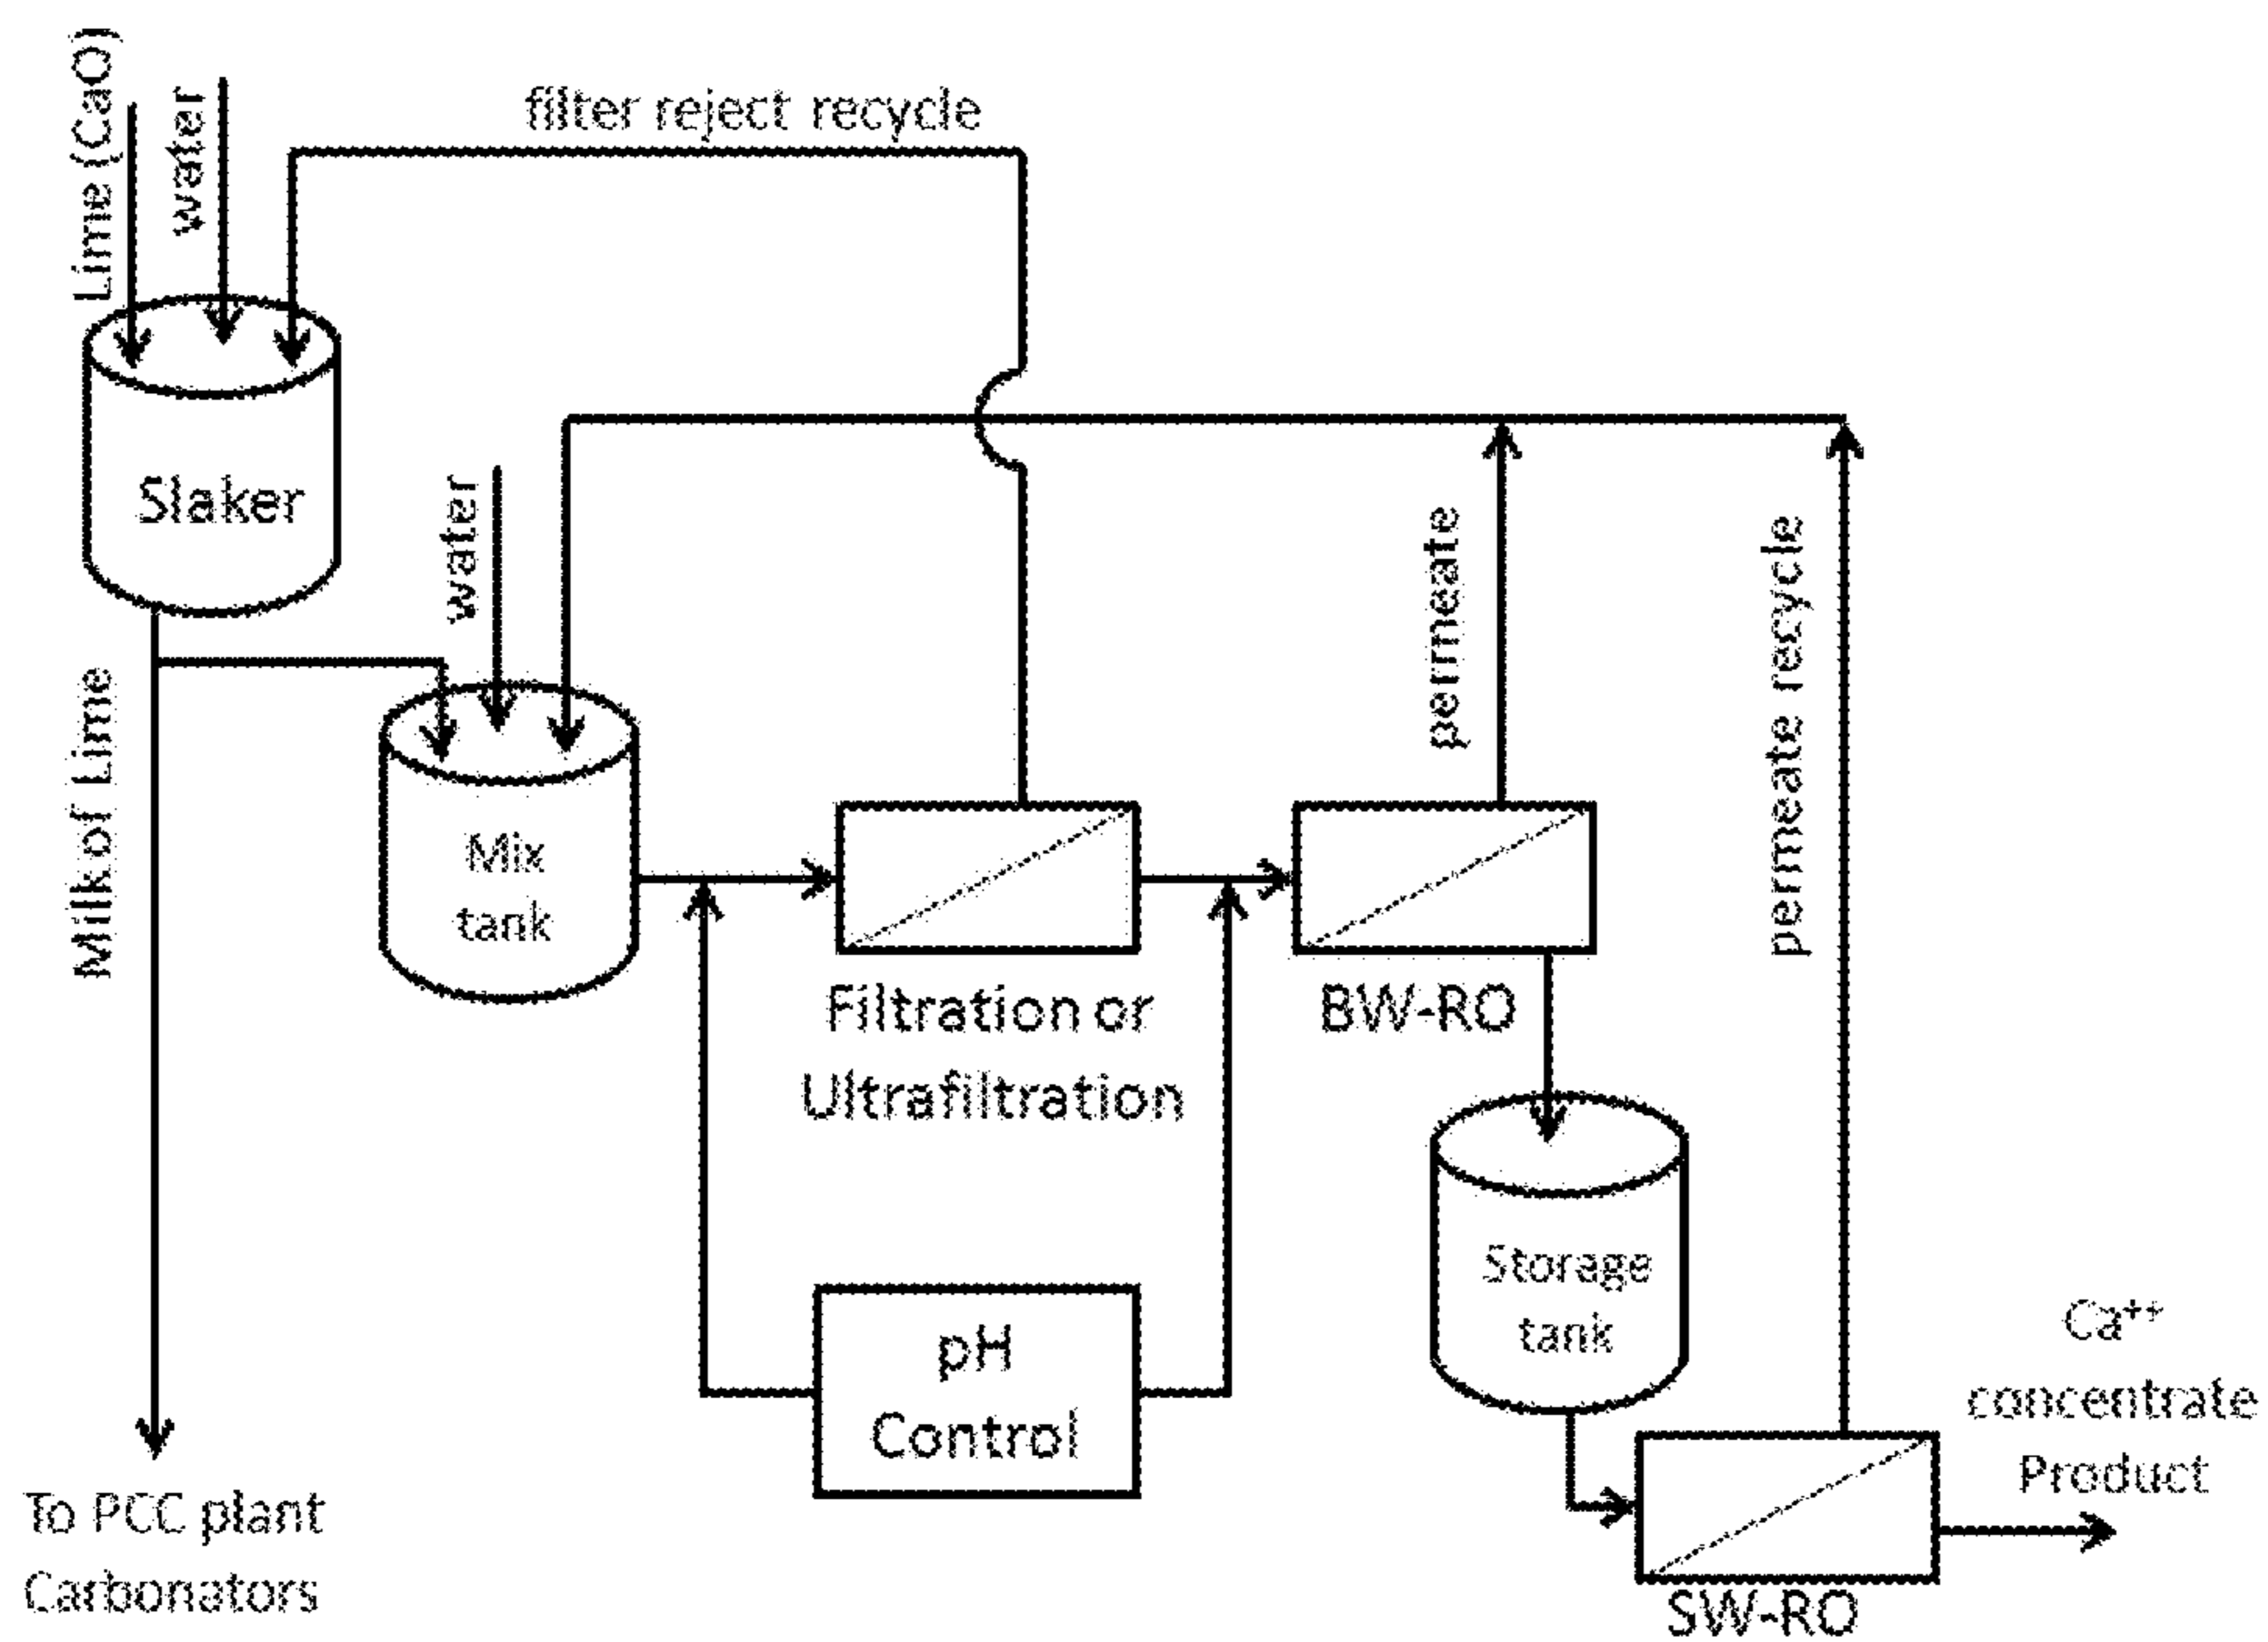 Lime (CaO)
water
filter reject recycle
Slaker
water
permeate
permeate recycle
Milk of Lime
Mix
tank
Filtration or
Ultrafiltration
BW-RO
Storage
tank
pH
Control
Ca++
concentrate
Product
To PCC plant
Carbonators
SW-RO